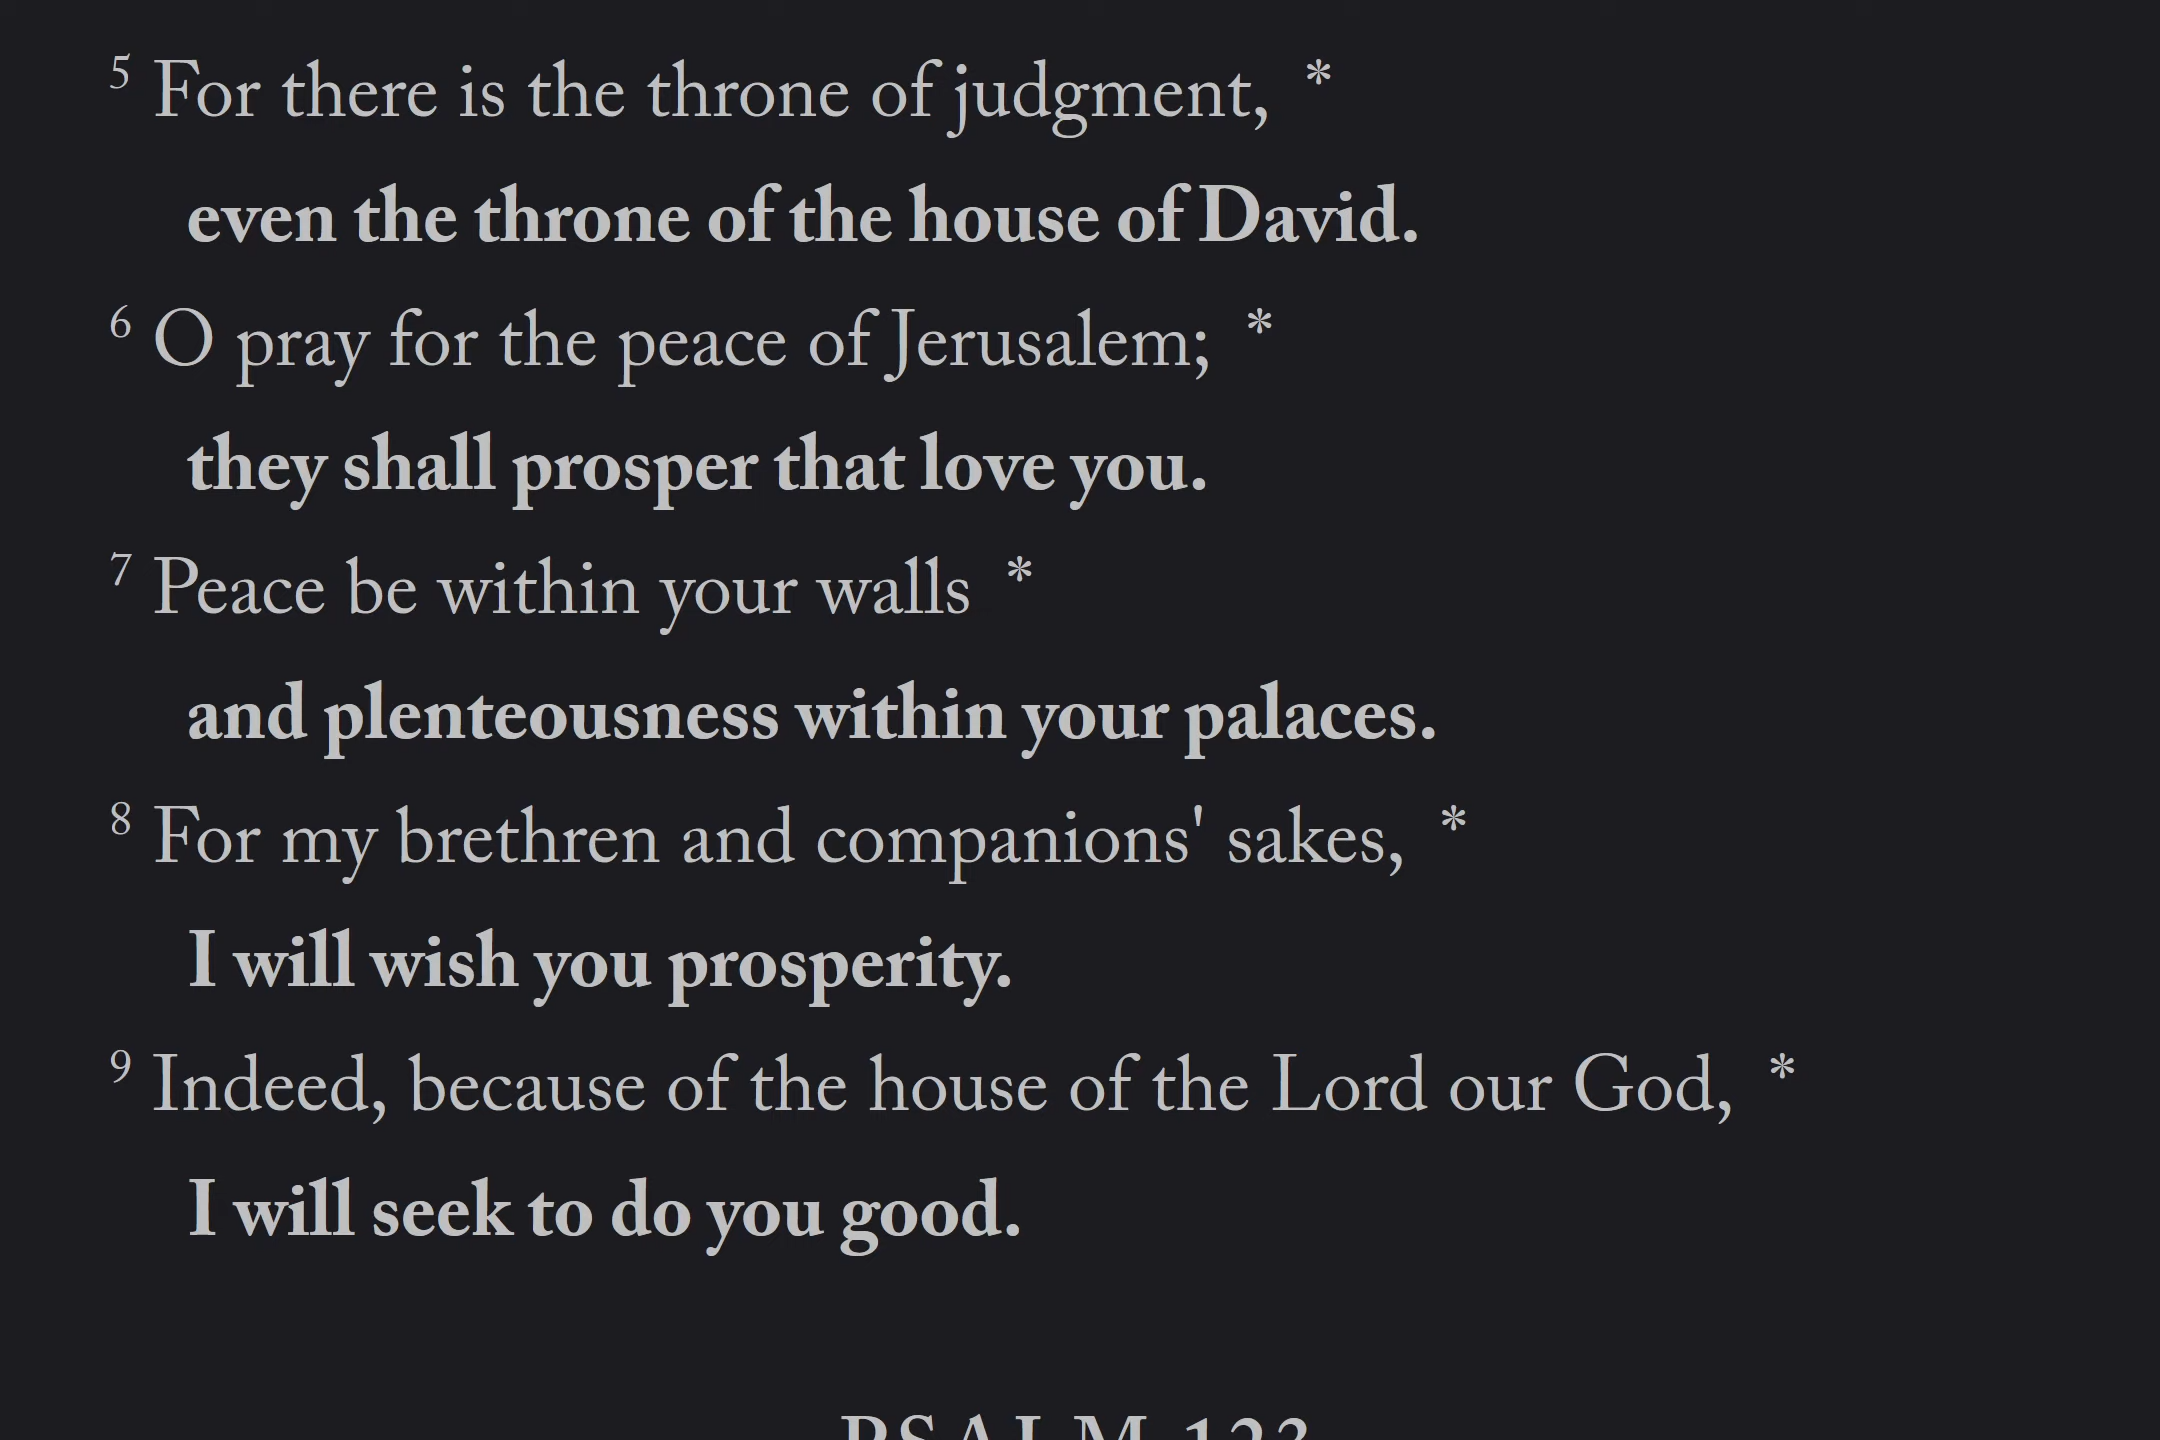 5 For there is the throne of judgment, *
even the throne of the house of David.
6 O pray for the peace of Jerusalem; *
they shall prosper that love you.
7 Peace be within your walls *
and plenteousness within your palaces.
8 For my brethren and companions' sakes, *
I will wish you prosperity.
9 Indeed, because of the house of the Lord our God, *
I will seek to do you good.
PSALM 123